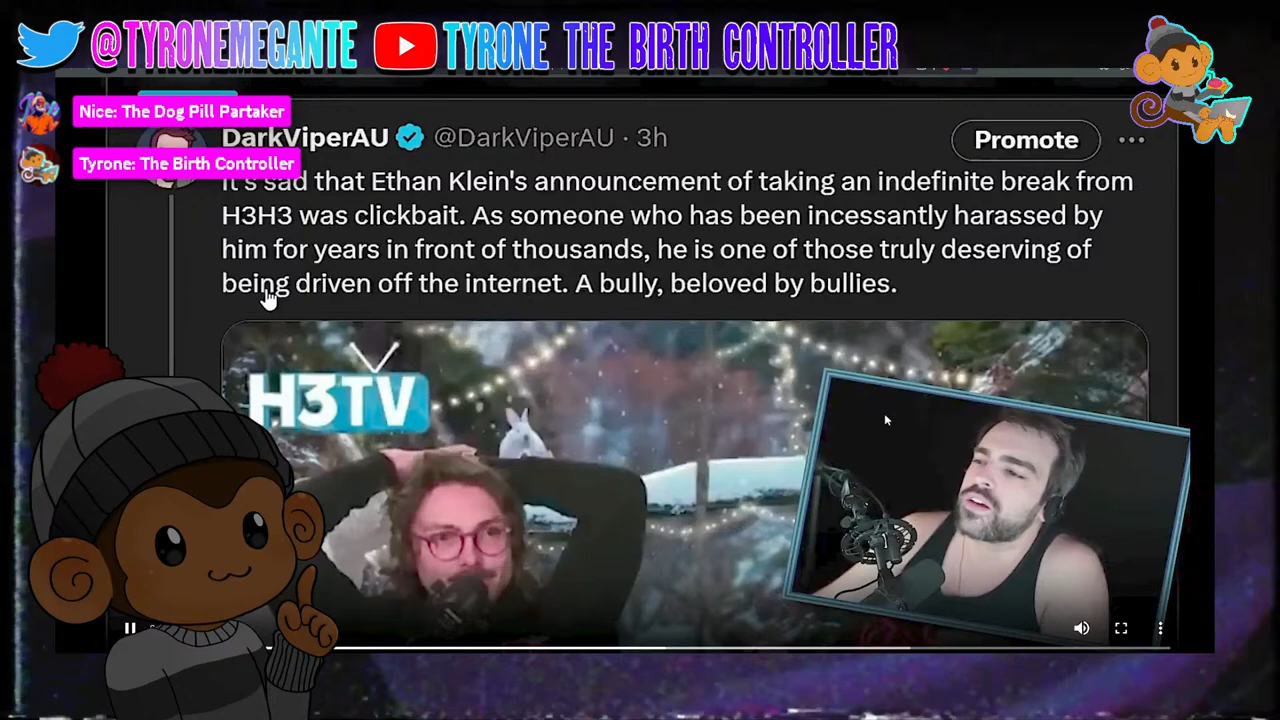 @TYRONEMEGANTE TYRONE THE BIRTH CONTROLLER
Nice: The Dog Pill Partaker
DarkViperAU @DarkViperAU · 3h
Promote
Tyrone: The Birth Controller
It's sad that Ethan Klein's announcement of taking an indefinite break from
H3H3 was clickbait. As someone who has been incessantly harassed by
him for years in front of thousands, he is one of those truly deserving of
being driven off the internet. A bully, beloved by bullies.
H3TV